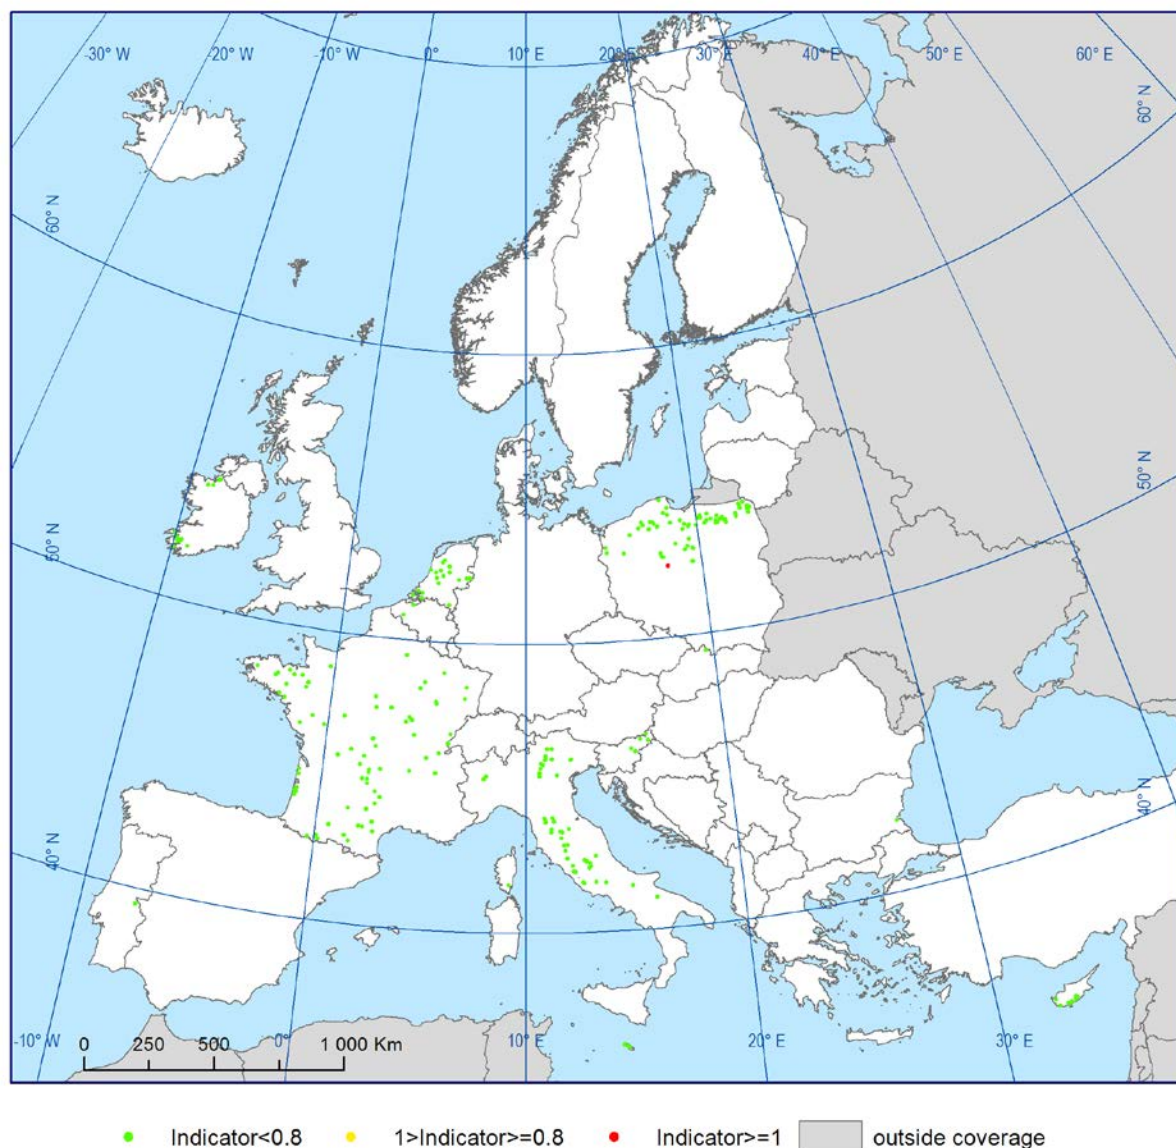 -30° W -20° W -10° W 0° 10° E 20° E 30° E 40° E 50° E 60° E
60° N
60° N
50° N
50° N
40° N
40° N
-10° W 0° 10° E 20° E 30° E
0 250 500 1 000 Km
Indicator<0.8 1>Indicator>=0.8 Indicator>=1 outside coverage